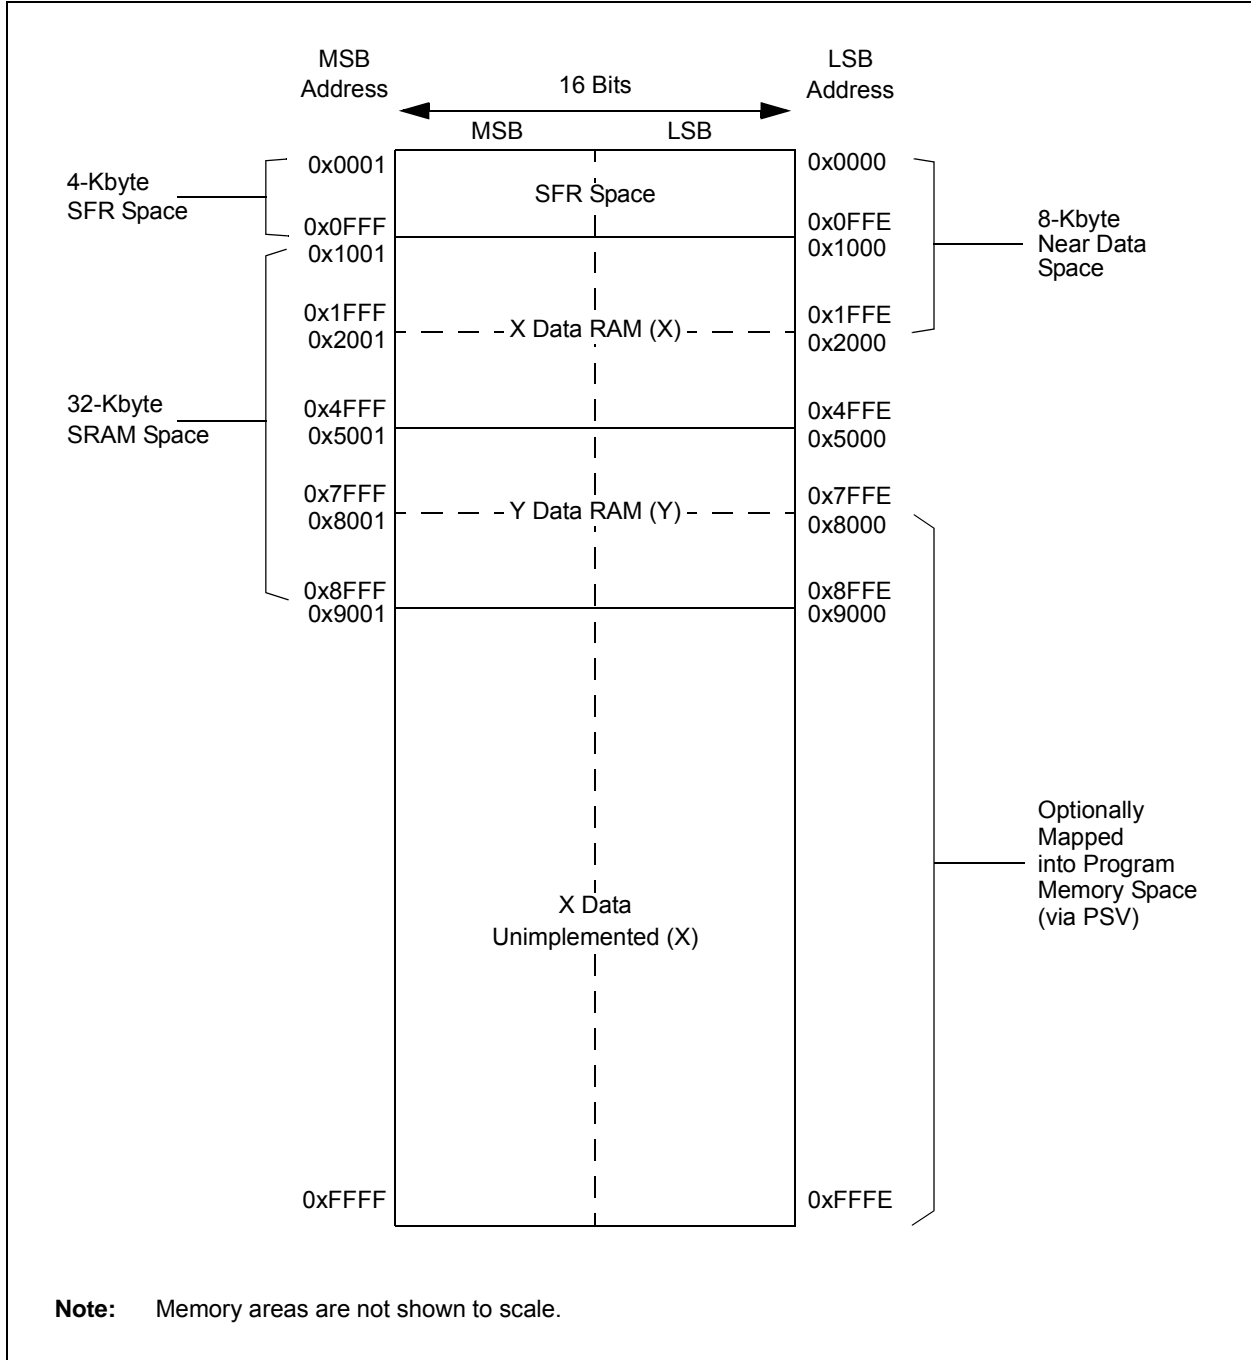 MSB
Address
LSB
Address
16 Bits
MSB
LSB
0x0001
0x0000
4-Kbyte
SFR Space
SFR Space
0x0FFF
0x0FFE
0x1001
0x1000
8-Kbyte
Near Data
Space
0x1FFF
0x1FFE
X Data RAM (X)
0x2001
0x2000
32-Kbyte
SRAM Space
0x4FFF
0x4FFE
0x5001
0x5000
0x7FFF
0x7FFE
Y Data RAM (Y)
0x8001
0x8000
0x8FFF
0x8FFE
0x9001
0x9000
Optionally
Mapped
into Program
Memory Space
(via PSV)
X Data
Unimplemented (X)
0xFFFF
0xFFFE
Note: Memory areas are not shown to scale.